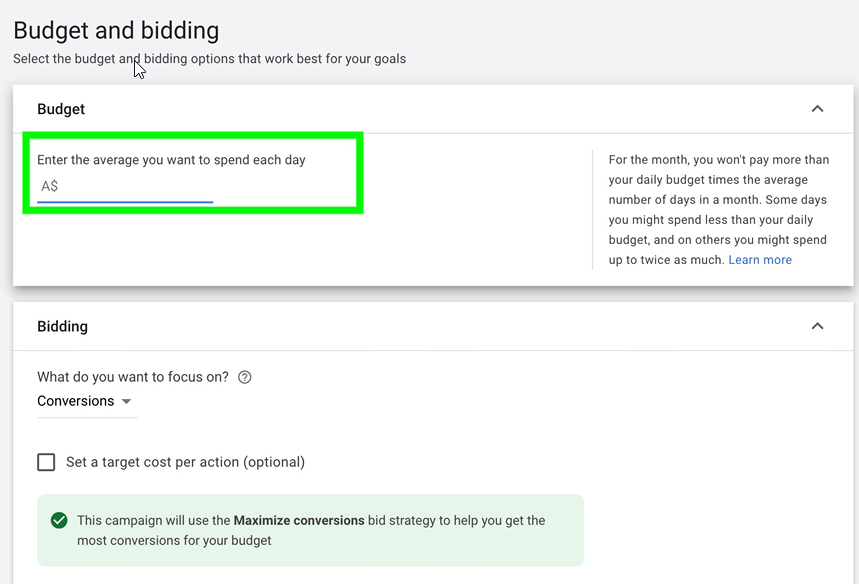 Budget and bidding
Select the budget and bidding options that work best for your goals
Budget
Enter the average you want to spend each day
A$
For the month, you won't pay more than
your daily budget times the average
number of days in a month. Some days
you might spend less than your daily
budget, and on others you might spend
up to twice as much. Learn more
Bidding
What do you want to focus on?
Conversions
Set a target cost per action (optional)
This campaign will use the Maximize conversions bid strategy to help you get the
most conversions for your budget